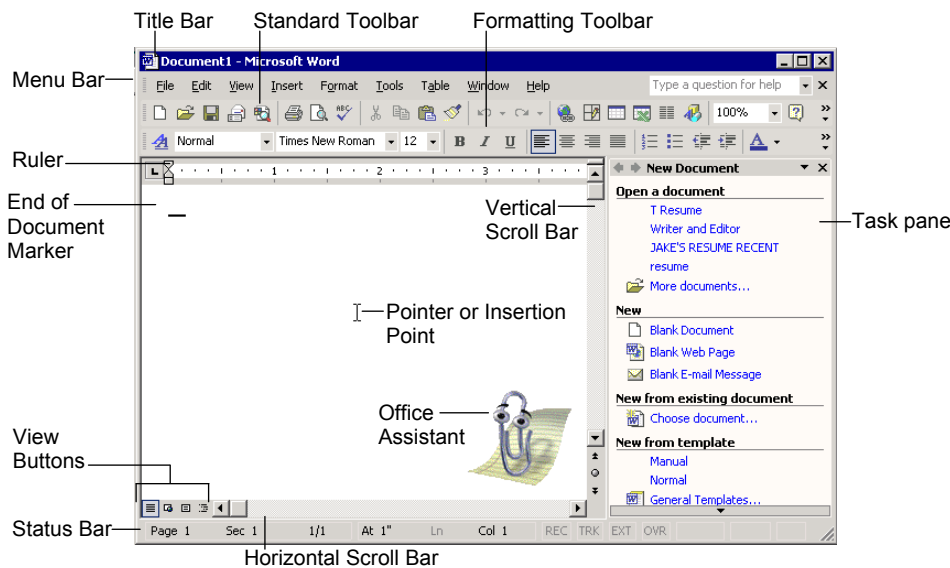 Title Bar
Standard Toolbar
Formatting Toolbar
Document1 - Microsoft Word
Menu Bar
File Edit View Insert Format Tools Table Window Help
Type a question for help
100%
Normal
Times New Roman
12
B I U
Ruler
1 2 3
New Document
End of
Document
Marker
Vertical
Scroll Bar
Task pane
Open a document
T Resume
Writer and Editor
JAKE'S RESUME RECENT
resume
More documents...
Pointer or Insertion
Point
New
Blank Document
Blank Web Page
Blank E-mail Message
New from existing document
Choose document...
Office
Assistant
New from template
Manual
Normal
General Templates...
View
Buttons
Status Bar
Page 1 Sec 1 1/1 At 1" Ln Col 1 REC TRK EXT OVR
Horizontal Scroll Bar